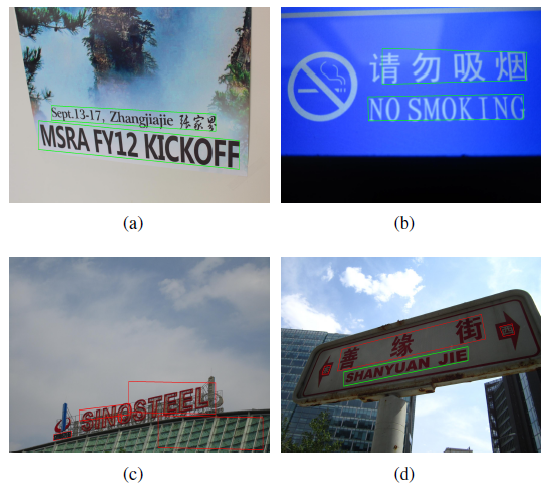 Sept.13-17, Zhangjiajie 张家界
MSRA FY12 KICKOFF
(a)
请勿吸烟
NO SMOKING
(b)
SINOSTEEL
(c)
善缘街
西
SHANYUAN JIE
(d)